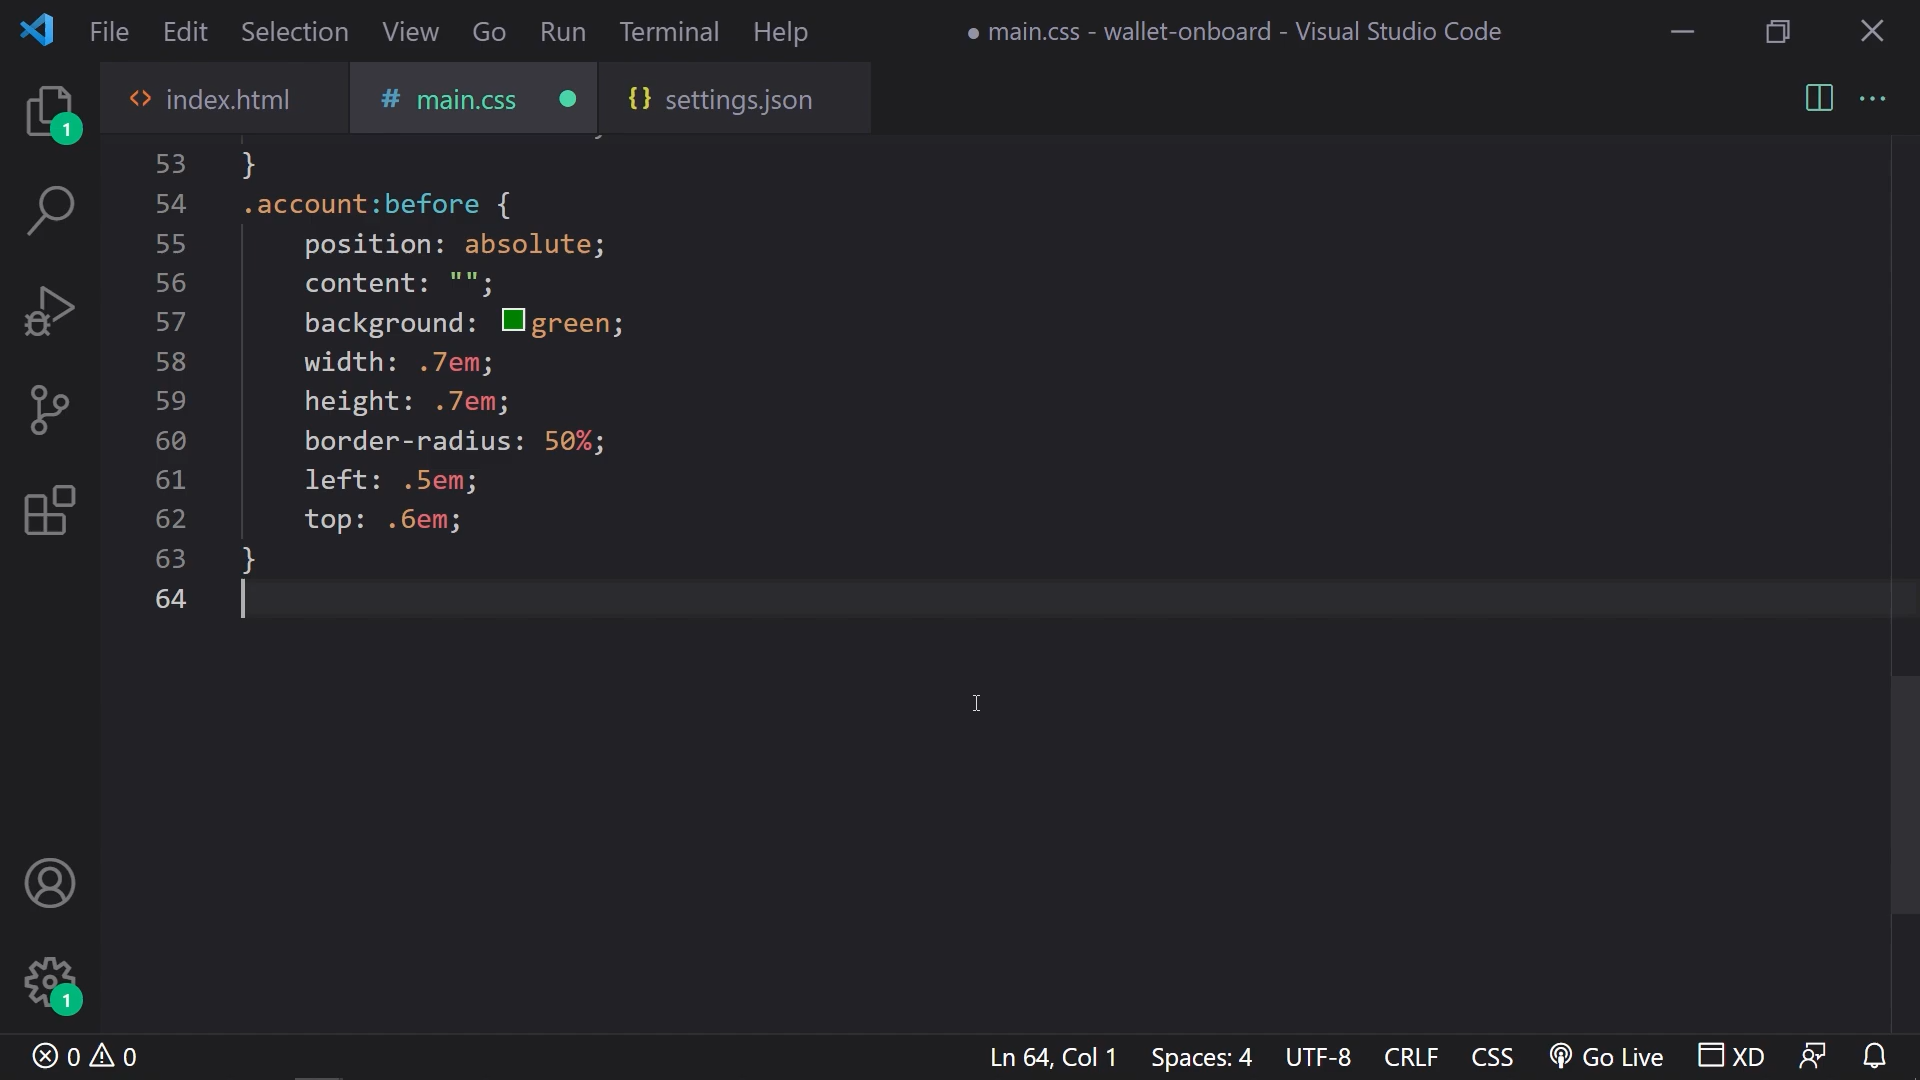 File Edit Selection View Go Run Terminal Help ● main.css - wallet-onboard - Visual Studio Code
<> index.html # main.css ● {} settings.json ...
1
53 }
54 .account:before {
55 position: absolute;
56 content: "";
57 background: green;
58 width: .7em;
59 height: .7em;
60 border-radius: 50%;
61 left: .5em;
62 top: .6em;
63 }
64
1
0 0 Ln 64, Col 1 Spaces: 4 UTF-8 CRLF CSS Go Live XD